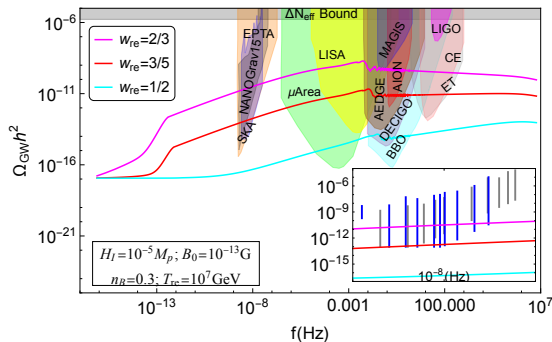 ΔN_eff Bound
10^-6
10^-11
10^-16
10^-21
Ω_GW h^2
w_re=2/3
w_re=3/5
w_re=1/2
EPTA
NANOGrav15
SKA
LISA
μArea
MAGIS
AEDGE
AION
DECIGO
BBO
LIGO
CE
ET
H_I=10^-5 M_p; B_0=10^-13G
n_B=0.3; T_re=10^7GeV
10^-6
10^-9
10^-12
10^-15
10^-8 (Hz)
10^-13
10^-8
0.001
100.000
10^7
f(Hz)